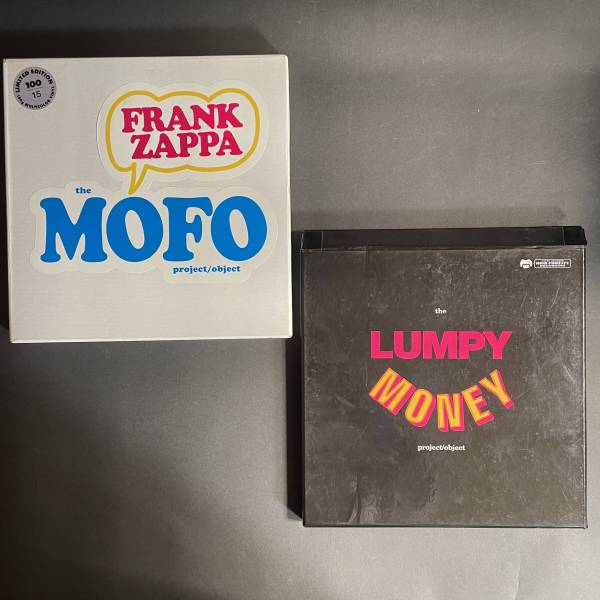 LIMITED EDITION
100
15
FRANK
ZAPPA
the
MOFO
project/object
the
LUMPY
MONEY
project/object